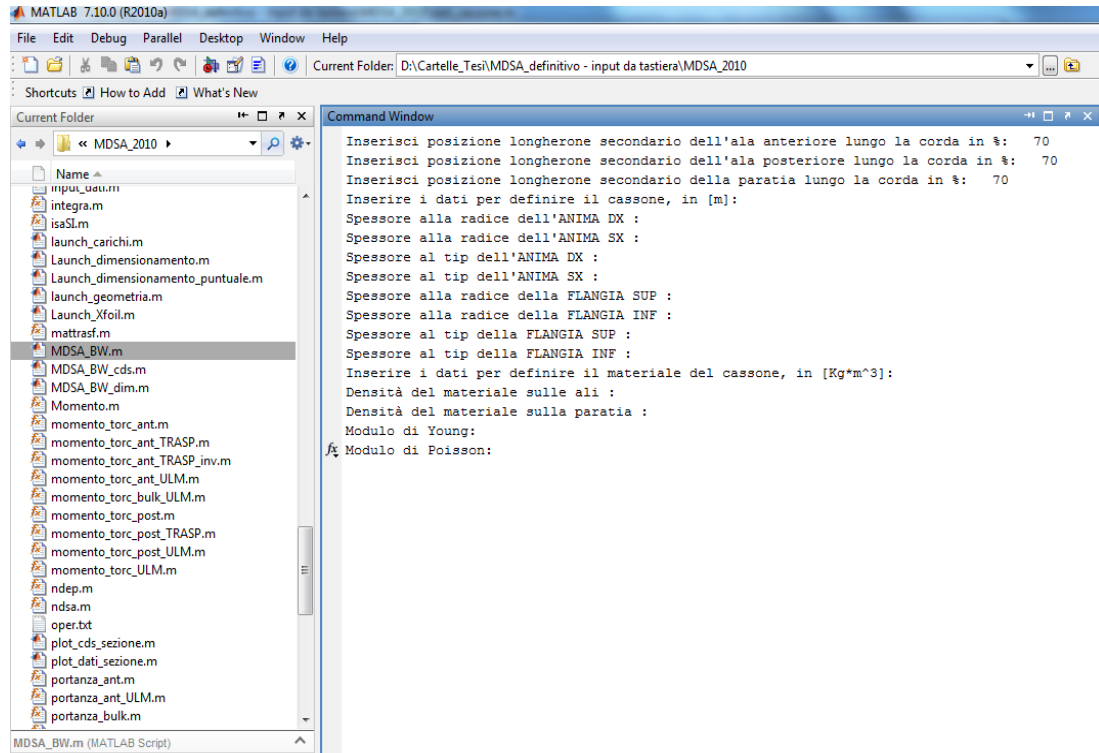 MATLAB 7.10.0 (R2010a)
File Edit Debug Parallel Desktop Window Help
Current Folder: D:\Cartelle_Tesi\MDSA_definitivo - input da tastiera\MDSA_2010
Shortcuts How to Add What's New
Current Folder
« MDSA_2010
Name
input_dati.m
integra.m
isaSI.m
launch_carichi.m
Launch_dimensionamento.m
Launch_dimensionamento_puntuale.m
launch_geometria.m
Launch_Xfoil.m
mattrasf.m
MDSA_BW.m
MDSA_BW_cds.m
MDSA_BW_dim.m
Momento.m
momento_torc_ant.m
momento_torc_ant_TRASP.m
momento_torc_ant_TRASP_inv.m
momento_torc_ant_ULM.m
momento_torc_bulk_ULM.m
momento_torc_post.m
momento_torc_post_TRASP.m
momento_torc_post_ULM.m
momento_torc_ULM.m
ndep.m
ndsa.m
oper.txt
plot_cds_sezione.m
plot_dati_sezione.m
portanza_ant.m
portanza_ant_ULM.m
portanza_bulk.m
MDSA_BW.m (MATLAB Script)
Command Window
Inserisci posizione longherone secondario dell'ala anteriore lungo la corda in %: 70
Inserisci posizione longherone secondario dell'ala posteriore lungo la corda in %: 70
Inserisci posizione longherone secondario della paratia lungo la corda in %: 70
Inserire i dati per definire il cassone, in [m]:
Spessore alla radice dell'ANIMA DX :
Spessore alla radice dell'ANIMA SX :
Spessore al tip dell'ANIMA DX :
Spessore al tip dell'ANIMA SX :
Spessore alla radice della FLANGIA SUP :
Spessore alla radice della FLANGIA INF :
Spessore al tip della FLANGIA SUP :
Spessore al tip della FLANGIA INF :
Inserire i dati per definire il materiale del cassone, in [Kg*m^3]:
Densità del materiale sulle ali :
Densità del materiale sulla paratia :
Modulo di Young:
fx Modulo di Poisson: